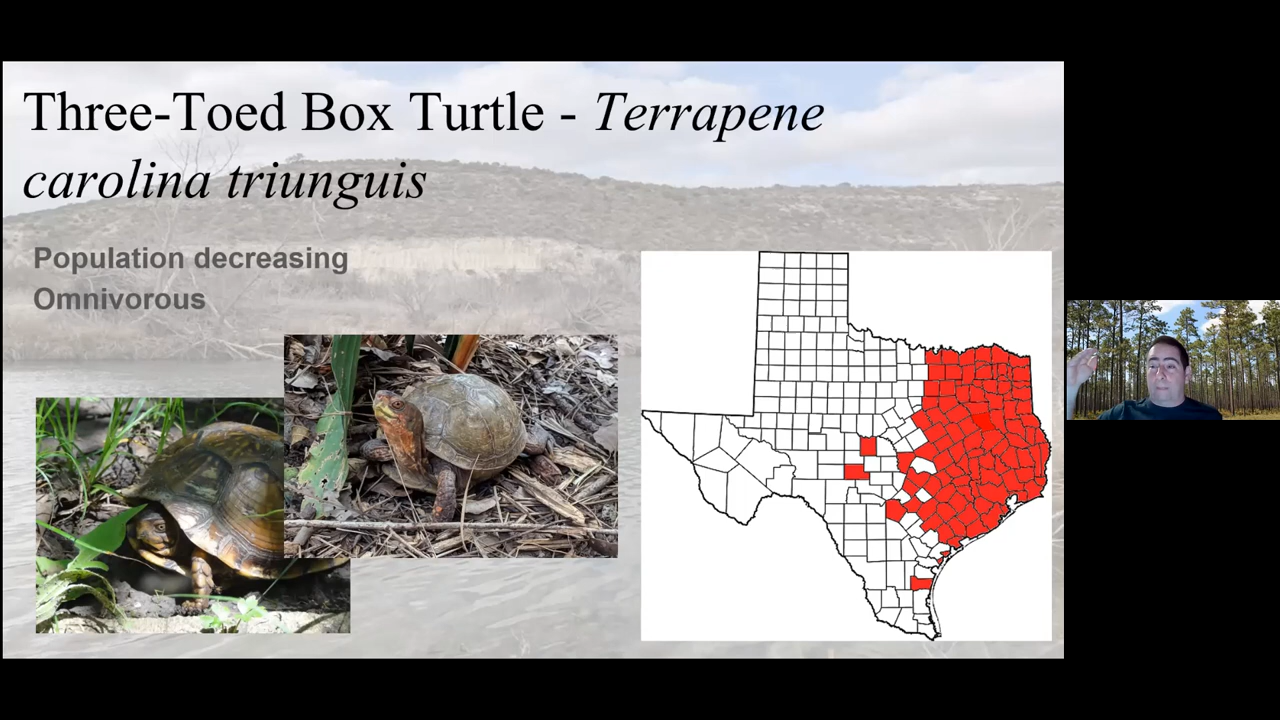 Three-Toed Box Turtle - Terrapene
carolina triunguis
Population decreasing
Omnivorous